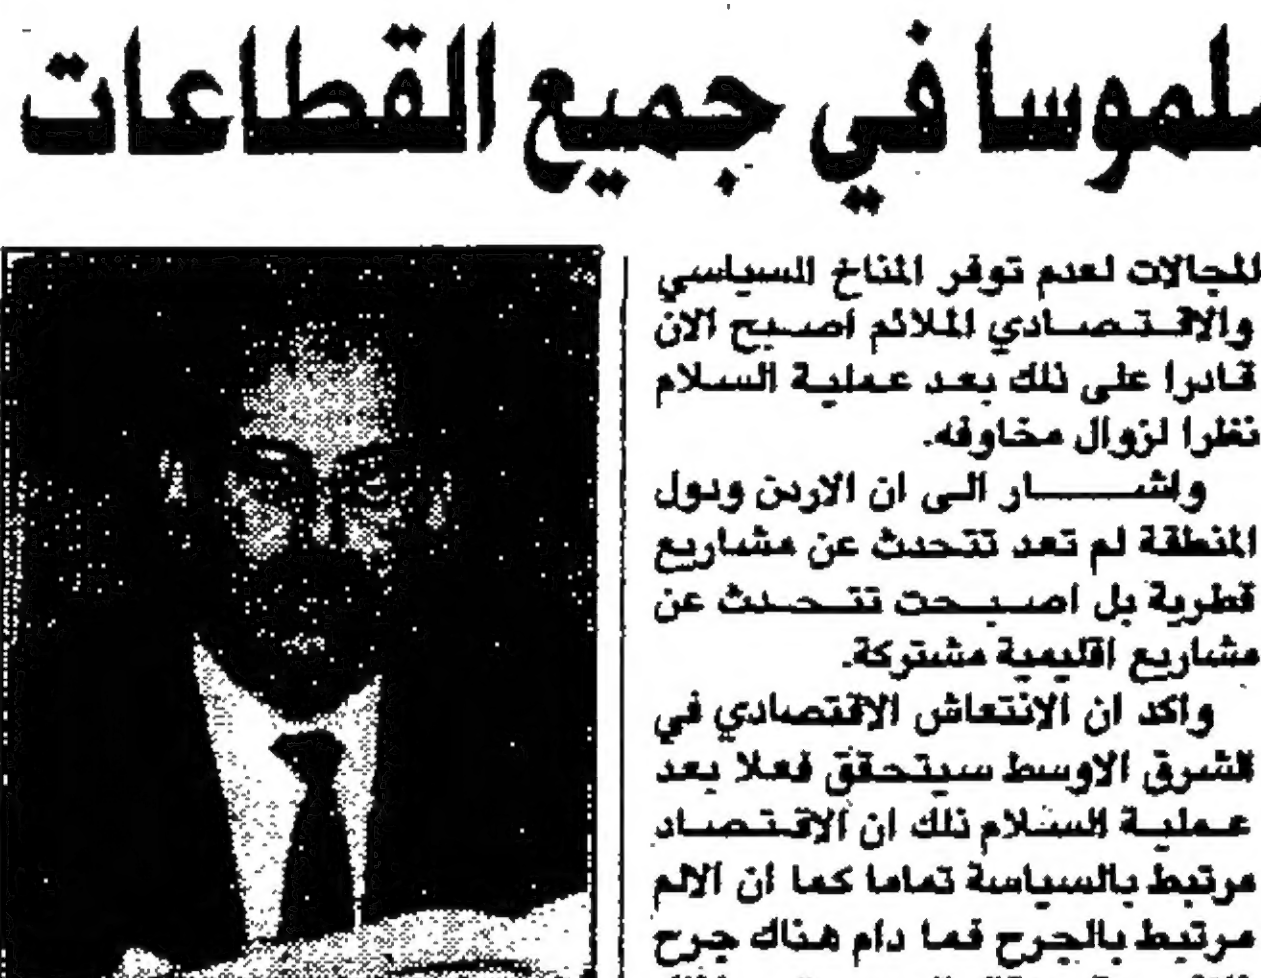 ملموسا في جميع القطاعات
المجالات لعدم توفر المناخ السياسي
والاقتصادي الملائم اصبح الان
قادرا على ذلك بعد عملية السلام
نظرا لزوال مخاوفه.
واشار الى ان الاردن ودول
المنطقة لم تعد تتحدث عن مشاريع
قطرية بل اصبحت تتحدث عن
مشاريع اقليمية مشتركة.
واكد ان الانتعاش الاقتصادي في
الشرق الاوسط سيتحقق فعلا بعد
عملية السلام ذلك ان الاقتصاد
مرتبط بالسياسة تماما كما ان الالم
مرتبط بالجرح فما دام هناك جرح